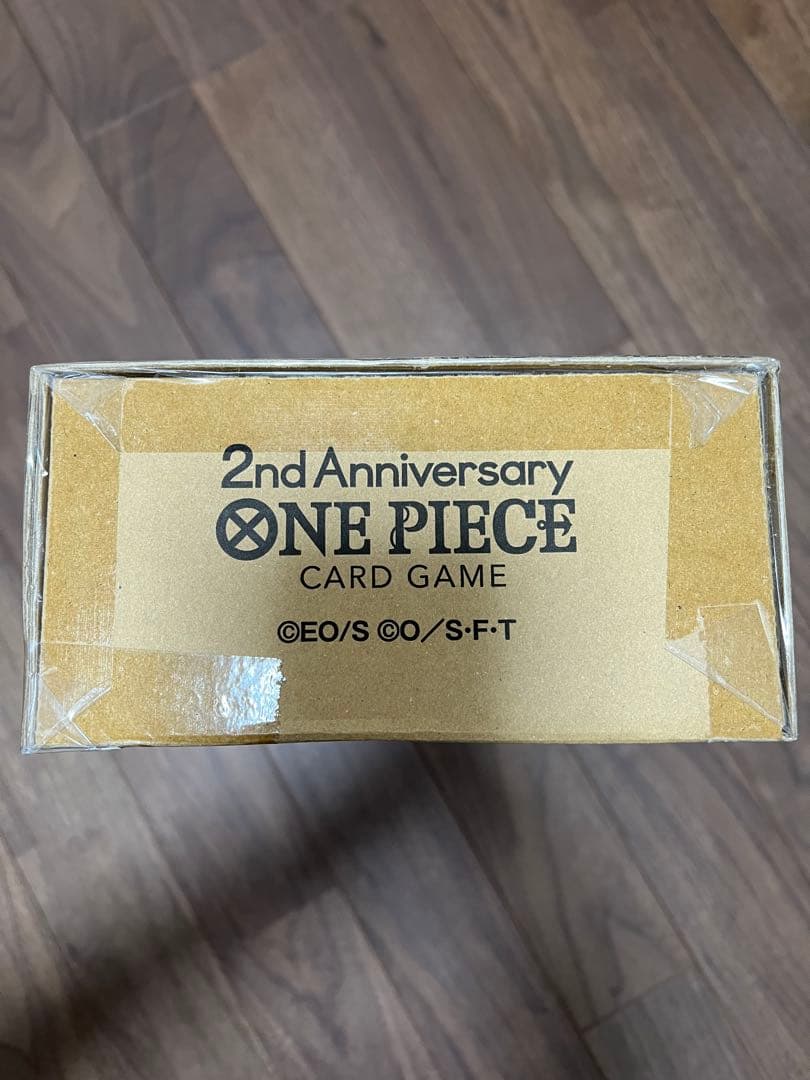 2nd Anniversary
ONE PIECE
CARD GAME
©EO/S ©O／S･F･T